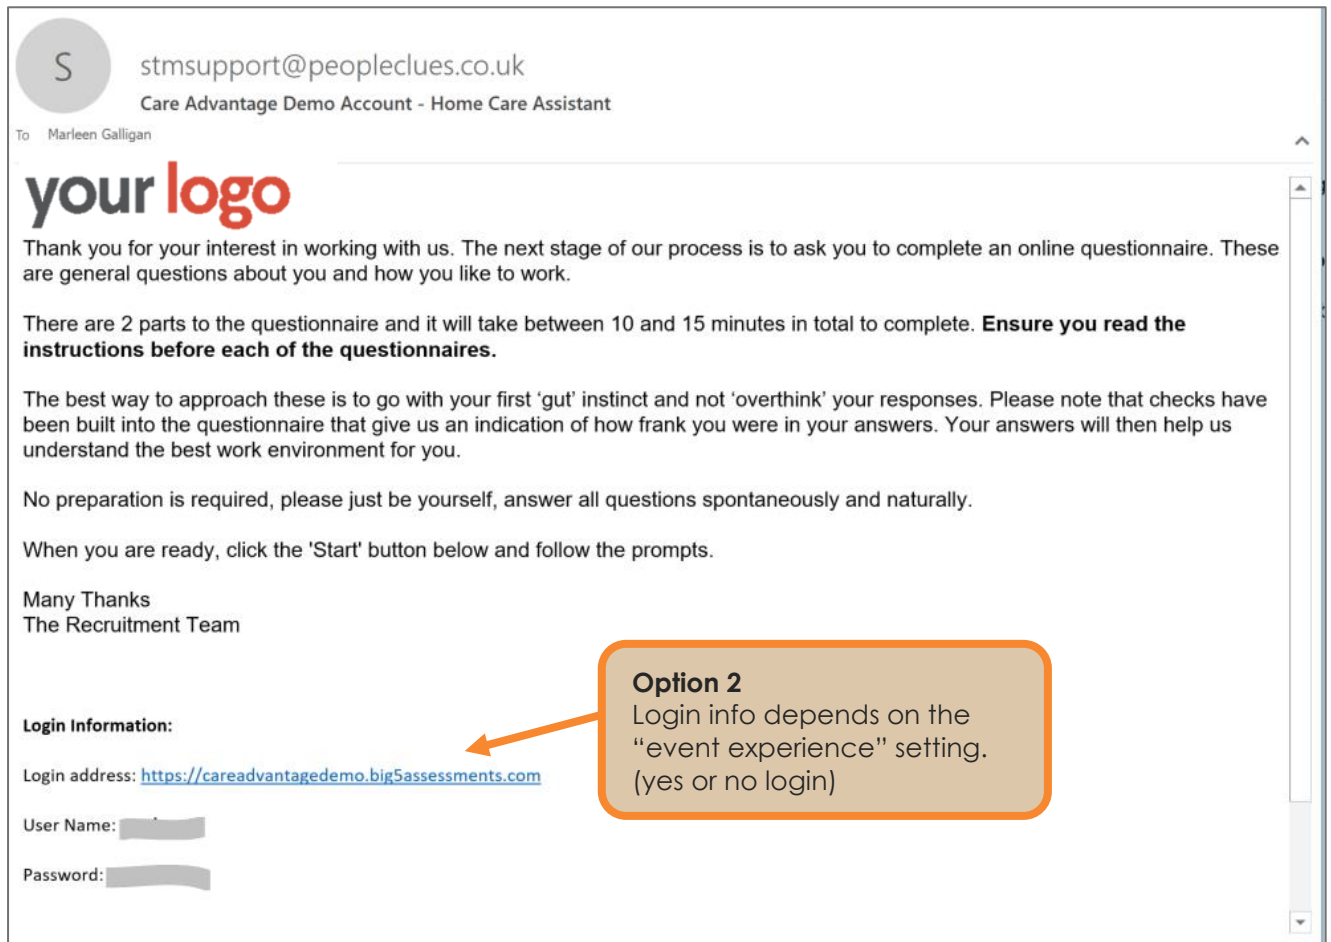 S
stmsupport@peopleclues.co.uk
Care Advantage Demo Account - Home Care Assistant
To Marleen Galligan
your logo
Thank you for your interest in working with us. The next stage of our process is to ask you to complete an online questionnaire. These
are general questions about you and how you like to work.
There are 2 parts to the questionnaire and it will take between 10 and 15 minutes in total to complete. Ensure you read the
instructions before each of the questionnaires.
The best way to approach these is to go with your first ‘gut’ instinct and not ‘overthink’ your responses. Please note that checks have
been built into the questionnaire that give us an indication of how frank you were in your answers. Your answers will then help us
understand the best work environment for you.
No preparation is required, please just be yourself, answer all questions spontaneously and naturally.
When you are ready, click the 'Start' button below and follow the prompts.
Many Thanks
The Recruitment Team
Option 2
Login info depends on the
“event experience” setting.
(yes or no login)
Login Information:
Login address: https://careadvantagedemo.big5assessments.com
User Name:
Password: